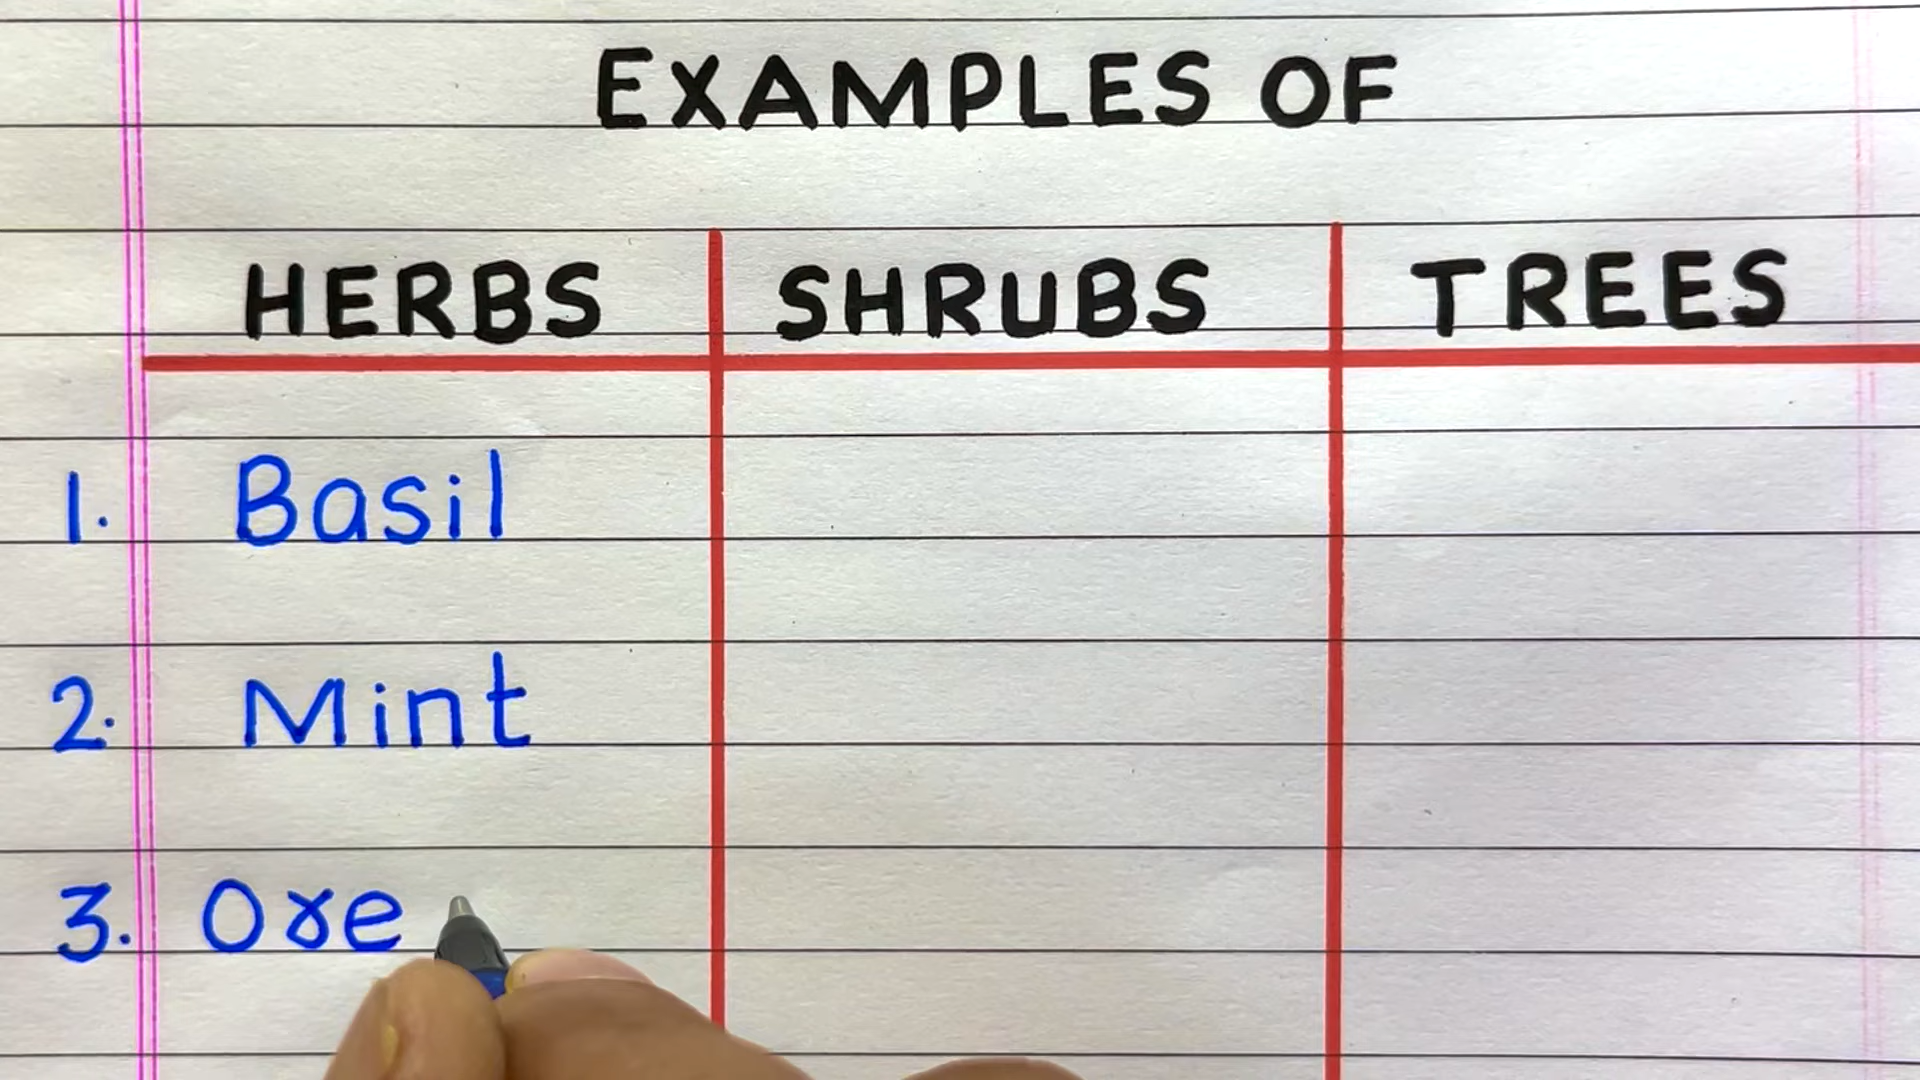 EXAMPLES OF
HERBS SHRUBS TREES
1. Basil
2. Mint
3. Ore